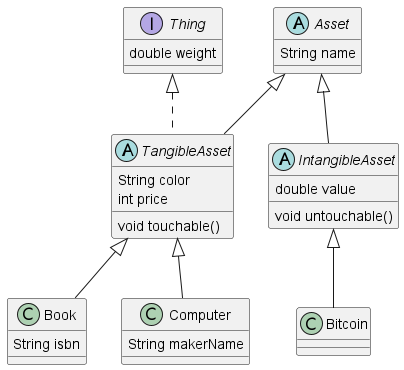 I Thing
double weight
A Asset
String name
A TangibleAsset
String color
int price
void touchable()
A IntangibleAsset
double value
void untouchable()
C Book
String isbn
C Computer
String makerName
C Bitcoin